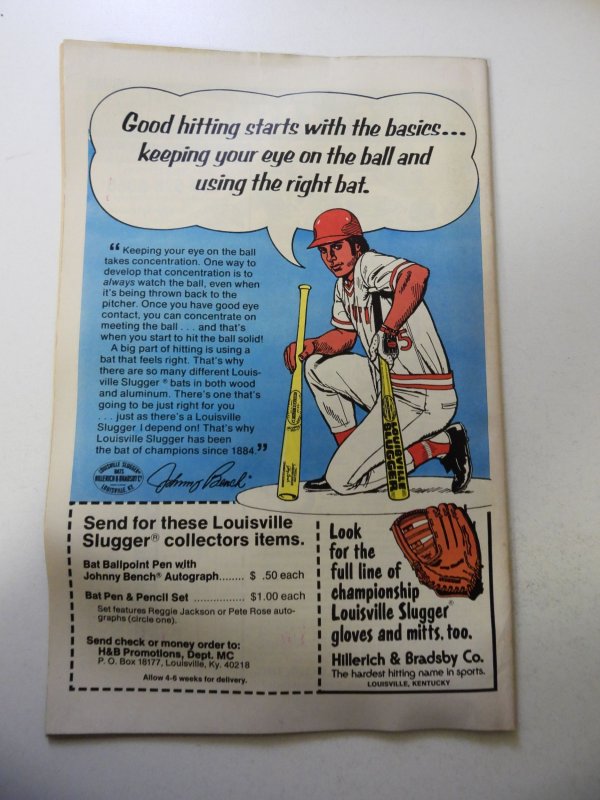 Good hitting starts with the basics...
keeping your eye on the ball and
using the right bat.
“ Keeping your eye on the ball
takes concentration. One way to
develop that concentration is to
always watch the ball, even when
it's being thrown back to the
pitcher. Once you have good eye
contact, you can concentrate on
meeting the ball . . . and that's
when you start to hit the ball solid!
A big part of hitting is using a
bat that feels right. That's why
there are so many different Louis-
ville Slugger ® bats in both wood
and aluminum. There's one that's
going to be just right for you
. . . just as there's a Louisville
Slugger I depend on! That's why
Louisville Slugger has been
the bat of champions since 1884.”
LOUISVILLE SLUGGER
BATS
HILLERICH & BRADSBY Co
LOUISVILLE, KY.
Johnny Bench
5
LOUISVILLE
SLUGGER
Send for these Louisville
Slugger® collectors items.
Bat Ballpoint Pen with
Johnny Bench® Autograph....... $ .50 each
Bat Pen & Pencil Set ................ $1.00 each
Set features Reggie Jackson or Pete Rose auto-
graphs (circle one).
Send check or money order to:
H&B Promotions, Dept. MC
P. O. Box 18177, Louisville, Ky. 40218
Allow 4-6 weeks for delivery.
Look
for the
full line of
championship
Louisville Slugger®
gloves and mitts, too.
Hillerich & Bradsby Co.
The hardest hitting name in sports.
LOUISVILLE, KENTUCKY